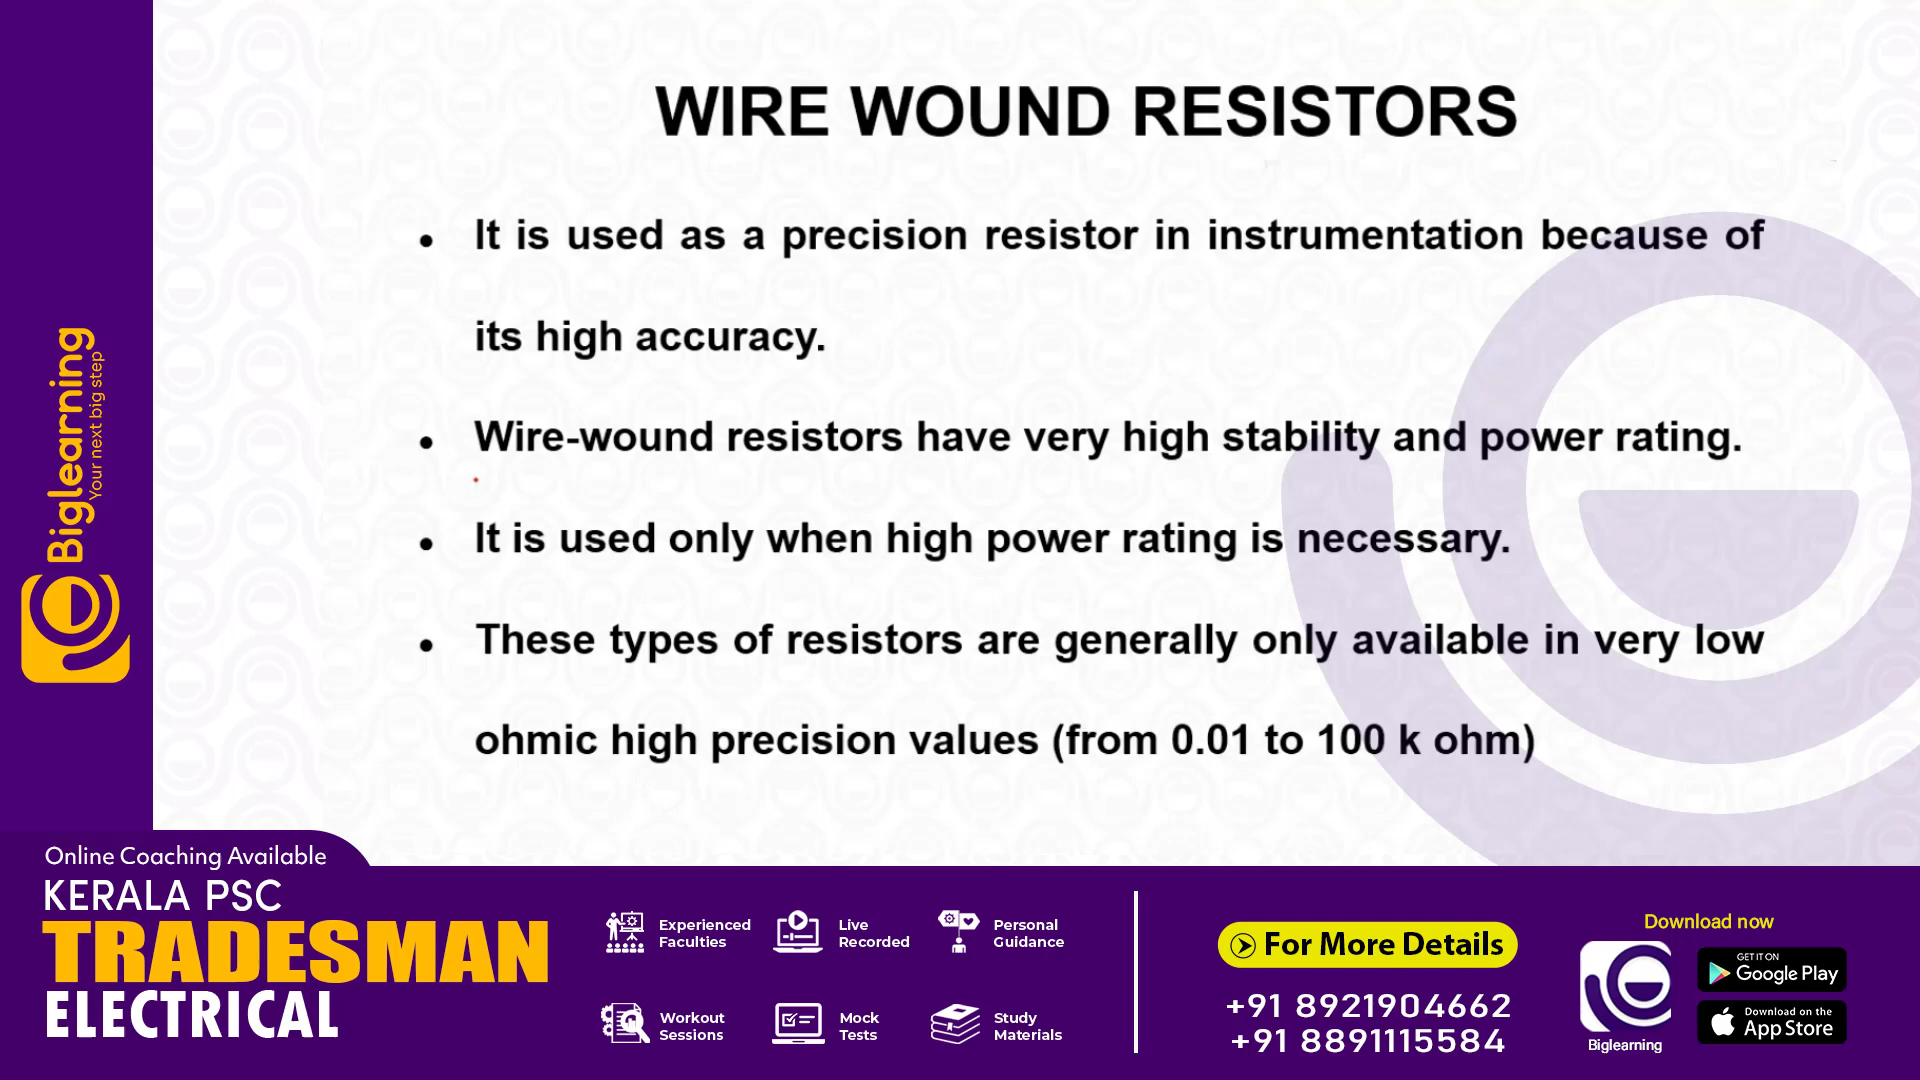 WIRE WOUND RESISTORS
• It is used as a precision resistor in instrumentation because of
its high accuracy.
• Wire-wound resistors have very high stability and power rating.
• It is used only when high power rating is necessary.
• These types of resistors are generally only available in very low
ohmic high precision values (from 0.01 to 100 k ohm)
Biglearning
Your next big step
Online Coaching Available
KERALA PSC
TRADESMAN
ELECTRICAL
Experienced
Faculties
Live
Recorded
Personal
Guidance
Workout
Sessions
Mock
Tests
Study
Materials
For More Details
+91 8921904662
+91 8891115584
Download now
Biglearning
GET IT ON
Google Play
Download on the
App Store